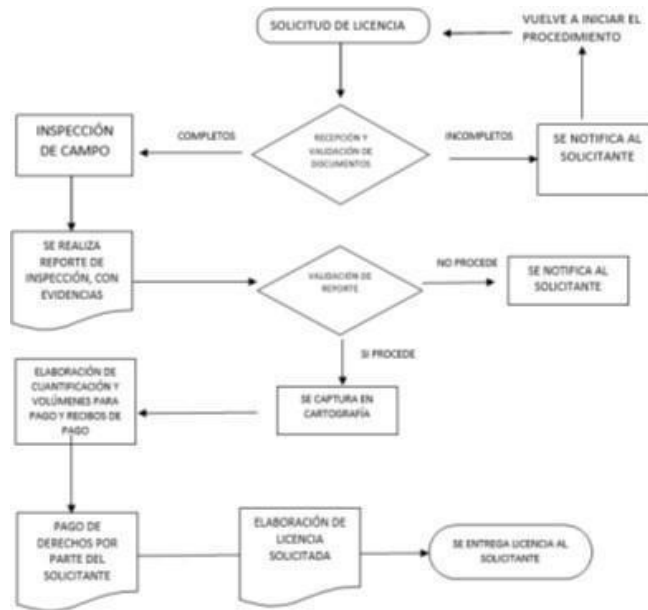 SOLICITUD DE LICENCIA
VUELVE A INICIAR EL
PROCEDIMIENTO
INSPECCIÓN
DE CAMPO
COMPLETOS
RECEPCIÓN Y
VALIDACIÓN DE
DOCUMENTOS
INCOMPLETOS
SE NOTIFICA AL
SOLICITANTE
SE REALIZA
REPORTE DE
INSPECCIÓN, CON
EVIDENCIAS
VALIDACIÓN DE
REPORTE
NO PROCEDE
SE NOTIFICA AL
SOLICITANTE
SI PROCEDE
ELABORACIÓN DE
CUANTIFICACIÓN Y
VOLÚMENES PARA
PAGO Y RECIBOS DE
PAGO
SE CAPTURA EN
CARTOGRAFÍA
PAGO DE
DERECHOS POR
PARTE DEL
SOLICITANTE
ELABORACIÓN DE
LICENCIA
SOLICITADA
SE ENTREGA LICENCIA AL
SOLICITANTE